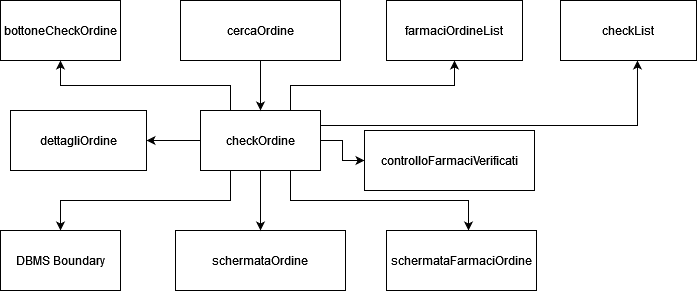 bottoneCheckOrdine
cercaOrdine
farmaciOrdineList
checkList
dettagliOrdine
checkOrdine
controlloFarmaciVerificati
DBMS Boundary
schermataOrdine
schermataFarmaciOrdine